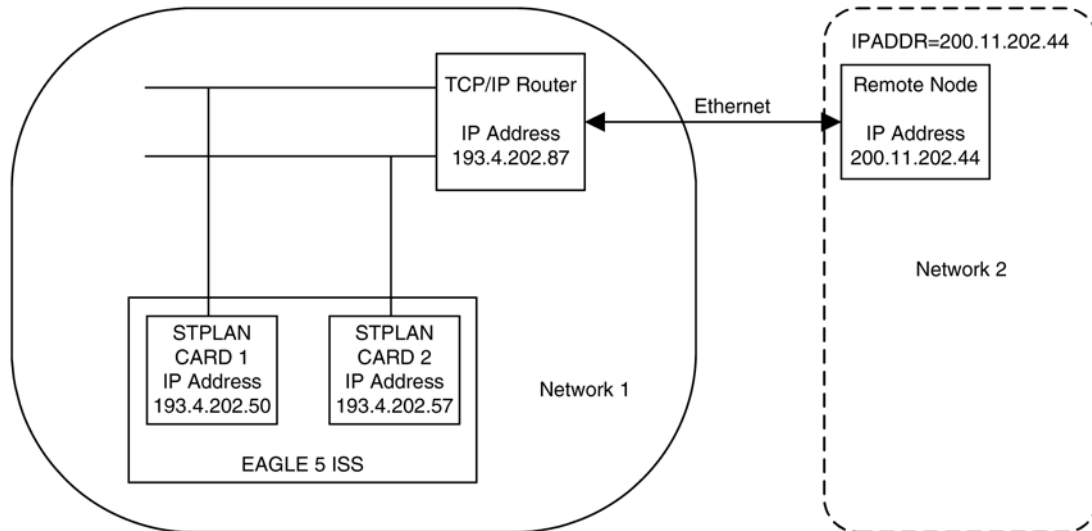 IPADDR=200.11.202.44
TCP/IP Router
IP Address
193.4.202.87
Ethernet
Remote Node
IP Address
200.11.202.44
Network 2
STPLAN
CARD 1
IP Address
193.4.202.50
STPLAN
CARD 2
IP Address
193.4.202.57
Network 1
EAGLE 5 ISS